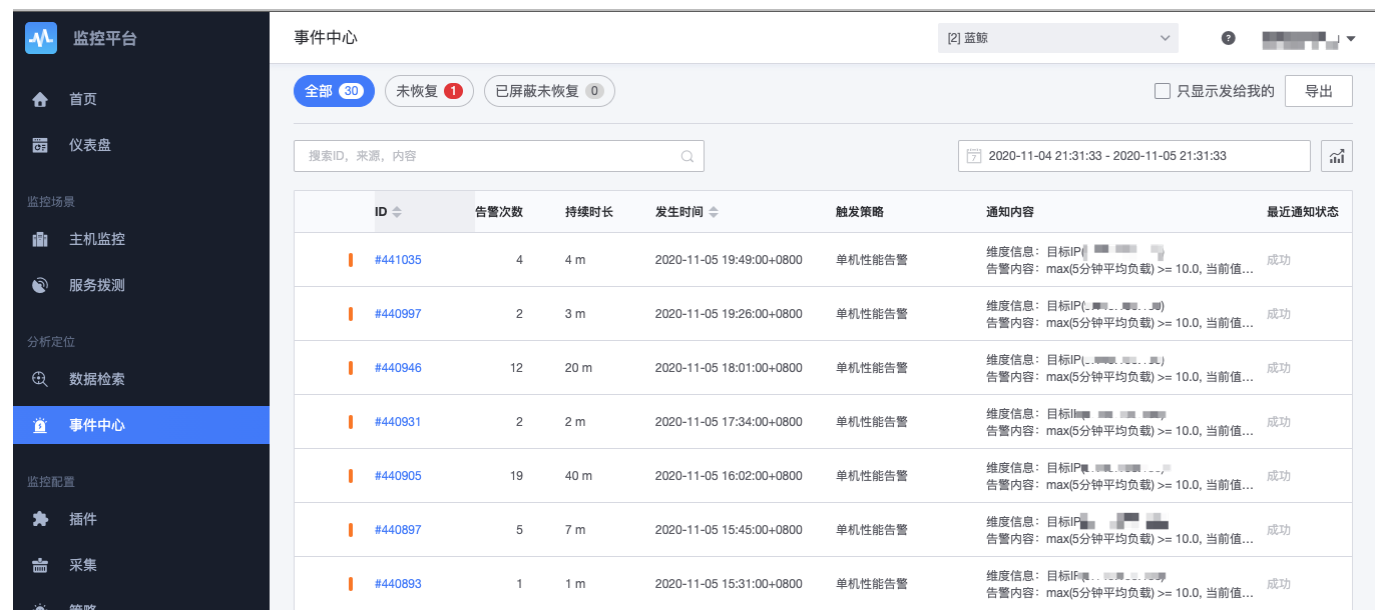 监控平台
事件中心
[2] 蓝鲸
首页
仪表盘
监控场景
主机监控
服务拨测
分析定位
数据检索
事件中心
监控配置
插件
采集
策略
全部 30
未恢复 1
已屏蔽未恢复 0
只显示发给我的
导出
搜索ID, 来源, 内容
2020-11-04 21:31:33 - 2020-11-05 21:31:33
ID 告警次数 持续时长 发生时间 触发策略 通知内容 最近通知状态
#441035 4 4 m 2020-11-05 19:49:00+0800 单机性能告警 维度信息：目标IP( 成功
告警内容：max(5分钟平均负载) >= 10.0, 当前值...
#440997 2 3 m 2020-11-05 19:26:00+0800 单机性能告警 维度信息：目标IP( 成功
告警内容：max(5分钟平均负载) >= 10.0, 当前值...
#440946 12 20 m 2020-11-05 18:01:00+0800 单机性能告警 维度信息：目标IP( 成功
告警内容：max(5分钟平均负载) >= 10.0, 当前值...
#440931 2 2 m 2020-11-05 17:34:00+0800 单机性能告警 维度信息：目标 成功
告警内容：max(5分钟平均负载) >= 10.0, 当前值...
#440905 19 40 m 2020-11-05 16:02:00+0800 单机性能告警 维度信息：目标IP 成功
告警内容：max(5分钟平均负载) >= 10.0, 当前值...
#440897 5 7 m 2020-11-05 15:45:00+0800 单机性能告警 维度信息：目标IP 成功
告警内容：max(5分钟平均负载) >= 10.0, 当前值...
#440893 1 1 m 2020-11-05 15:31:00+0800 单机性能告警 维度信息：目标 成功
告警内容：max(5分钟平均负载) >= 10.0, 当前值...